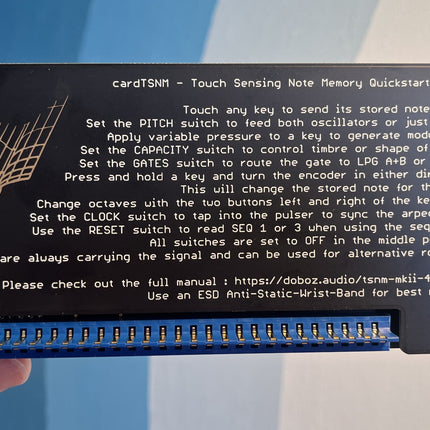 cardTSNM - Touch Sensing Note Memory Quickstart
Touch any key to send its stored note
Set the PITCH switch to feed both oscillators or just
Apply variable pressure to a key to generate
Set the CAPACITY switch to control timbre or shape of
Set the GATES switch to route the gate to LPG A+B or
Press and hold a key and turn the encoder in either
This will change the stored note for
Change octaves with the two buttons left and right of the
Set the CLOCK switch to tap into the pulser to sync the
Use the RESET switch to read SEQ 1 or 3 when using the
All switches are set to OFF in the middle
are always carrying the signal and can be used for alternative
Please check out the full manual : https://doboz.audio/tsnm-mkii-4
Use an ESD Anti-Static-Wrist-Band for best